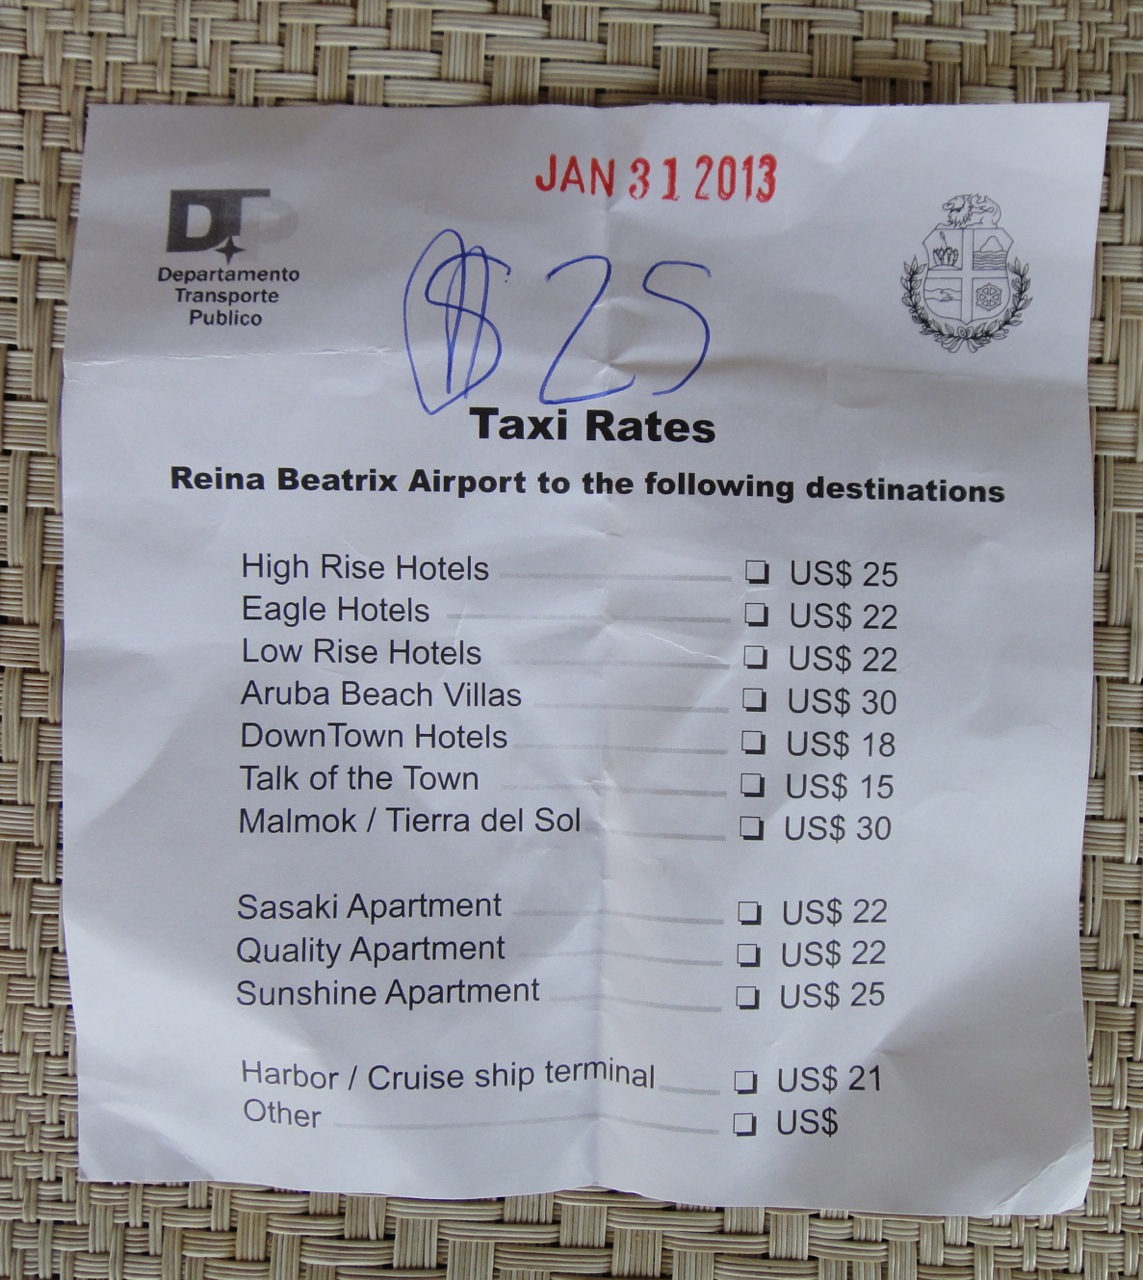 JAN 31 2013
DTP
Departamento
Transporte
Publico
$ 25
Taxi Rates
Reina Beatrix Airport to the following destinations
High Rise Hotels ❏ US$ 25
Eagle Hotels ❏ US$ 22
Low Rise Hotels ❏ US$ 22
Aruba Beach Villas ❏ US$ 30
DownTown Hotels ❏ US$ 18
Talk of the Town ❏ US$ 15
Malmok / Tierra del Sol ❏ US$ 30
Sasaki Apartment ❏ US$ 22
Quality Apartment ❏ US$ 22
Sunshine Apartment ❏ US$ 25
Harbor / Cruise ship terminal ❏ US$ 21
Other ❏ US$